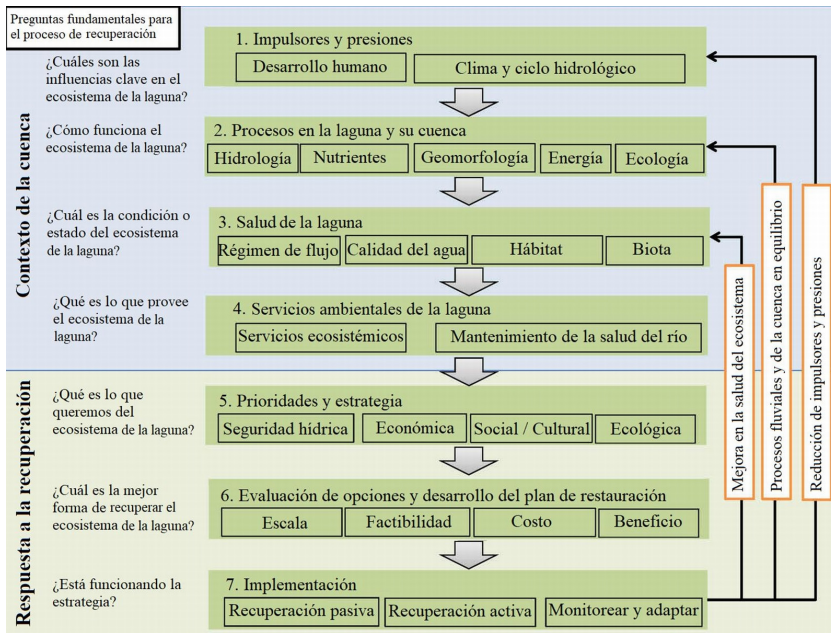 Preguntas fundamentales para
el proceso de recuperación
Contexto de la cuenca
¿Cuáles son las
influencias clave en el
ecosistema de la laguna?
1. Impulsores y presiones
Desarrollo humano
Clima y ciclo hidrológico
¿Cómo funciona el
ecosistema de la laguna?
2. Procesos en la laguna y su cuenca
Hidrología
Nutrientes
Geomorfología
Energía
Ecología
¿Cuál es la condición o
estado del ecosistema
de la laguna?
3. Salud de la laguna
Régimen de flujo
Calidad del agua
Hábitat
Biota
¿Qué es lo que provee
el ecosistema de la
laguna?
4. Servicios ambientales de la laguna
Servicios ecosistémicos
Mantenimiento de la salud del río
Respuesta a la recuperación
¿Qué es lo que
queremos del
ecosistema de la laguna?
5. Prioridades y estrategia
Seguridad hídrica
Económica
Social / Cultural
Ecológica
¿Cuál es la mejor
forma de recuperar el
ecosistema de la laguna?
6. Evaluación de opciones y desarrollo del plan de restauración
Escala
Factibilidad
Costo
Beneficio
¿Está funcionando la
estrategia?
7. Implementación
Recuperación pasiva
Recuperación activa
Monitorear y adaptar
Mejora en la salud del ecosistema
Procesos fluviales y de la cuenca en equilibrio
Reducción de impulsores y presiones